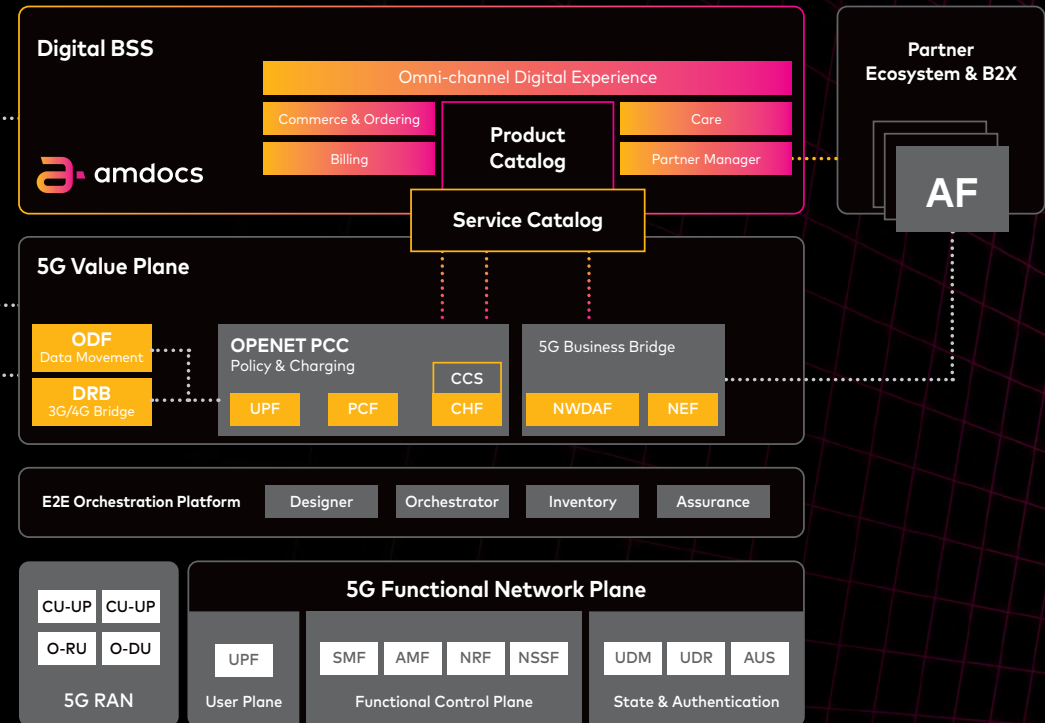 Digital BSS
Omni-channel Digital Experience
Commerce & Ordering
Billing
Product
Catalog
Care
Partner Manager
amdocs
Service Catalog
Partner
Ecosystem & B2X
AF
5G Value Plane
ODF
Data Movement
DRB
3G/4G Bridge
OPENET PCC
Policy & Charging
UPF
PCF
CCS
CHF
5G Business Bridge
NWDAF
NEF
E2E Orchestration Platform
Designer
Orchestrator
Inventory
Assurance
CU-UP
CU-UP
O-RU
O-DU
5G RAN
5G Functional Network Plane
UPF
User Plane
SMF
AMF
NRF
NSSF
Functional Control Plane
UDM
UDR
AUS
State & Authentication